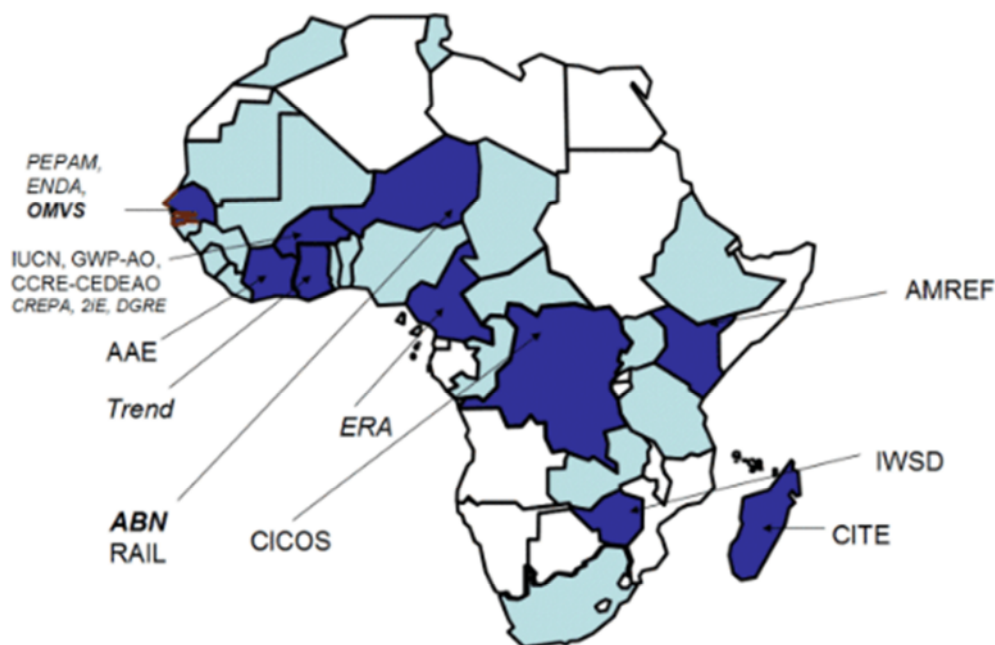 PEPAM,
ENDA,
OMVS
IUCN, GWP-AO,
CCRE-CEDEAO
CREPA, 2iE, DGRE
AAE
Trend
ERA
ABN
RAIL
CICOS
AMREF
IWSD
CITE